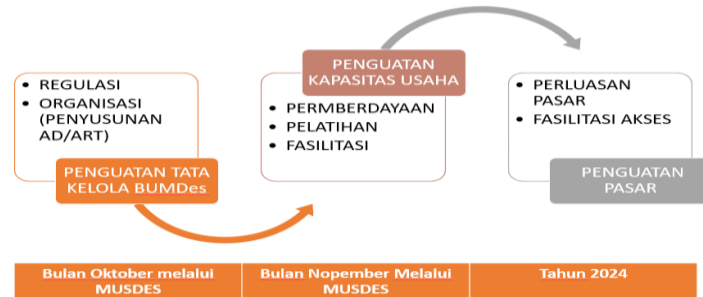 • REGULASI
• ORGANISASI
(PENYUSUNAN
AD/ART)
PENGUATAN TATA
KELOLA BUMDes
PENGUATAN
KAPASITAS USAHA
• PERMBERDAYAAN
• PELATIHAN
• FASILITASI
• PERLUASAN
PASAR
• FASILITASI AKSES
PENGUATAN
PASAR
Bulan Oktober melalui
MUSDES
Bulan Nopember Melalui
MUSDES
Tahun 2024